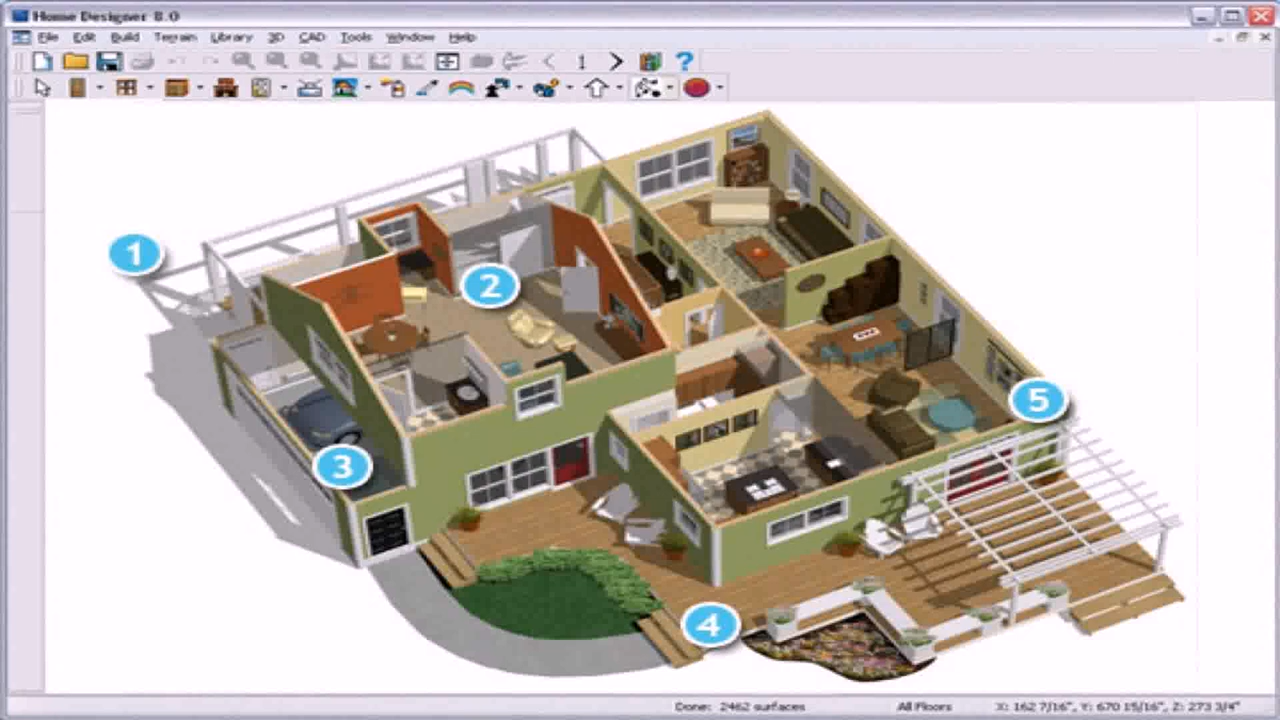 Home Designer 8.0
File Edit Build Terrain Library 3D CAD Tools Window Help
1
?
1
2
3
4
5
Done: 2462 surfaces All Floors X: 162 7/16", Y: 670 15/16", Z: 273 3/4"